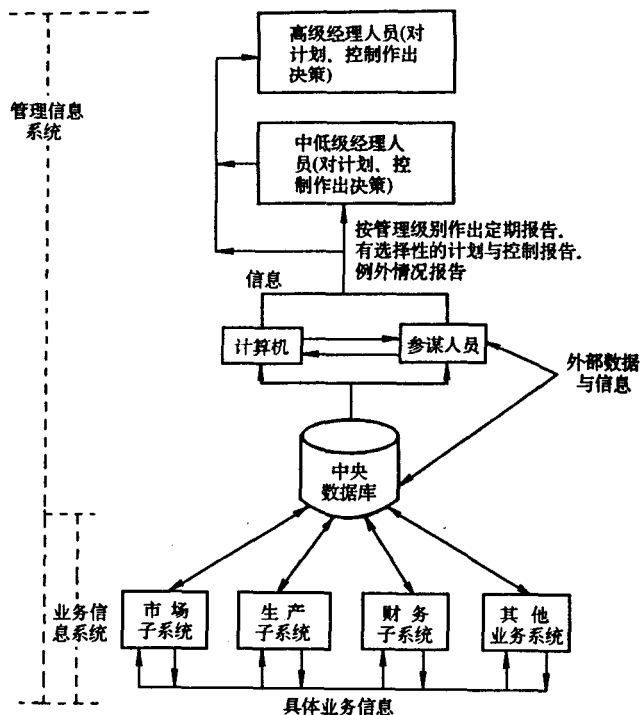 高级经理人员(对
计划、控制作出
决策)
管理信息
系统
中低级经理人
员(对计划、控
制作出决策)
按管理级别作出定期报告.
有选择性的计划与控制报告.
例外情况报告
信息
计算机
参谋人员
外部数据
与信息
中央
数据库
业务信
息系统
市场
子系统
生产
子系统
财务
子系统
其他
业务系统
具体业务信息